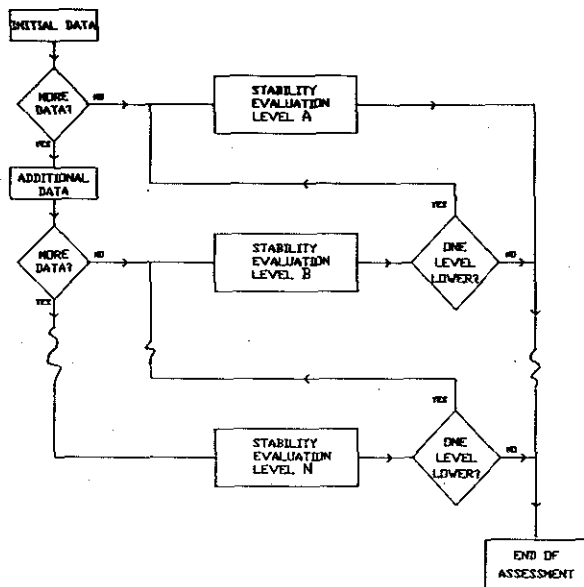 INITIAL DATA
MORE
DATA?
NO
YES
STABILITY
EVALUATION
LEVEL A
ADDITIONAL
DATA
YES
MORE
DATA?
NO
YES
STABILITY
EVALUATION
LEVEL B
ONE
LEVEL
LOWER?
NO
YES
STABILITY
EVALUATION
LEVEL N
ONE
LEVEL
LOWER?
NO
END OF
ASSESSMENT